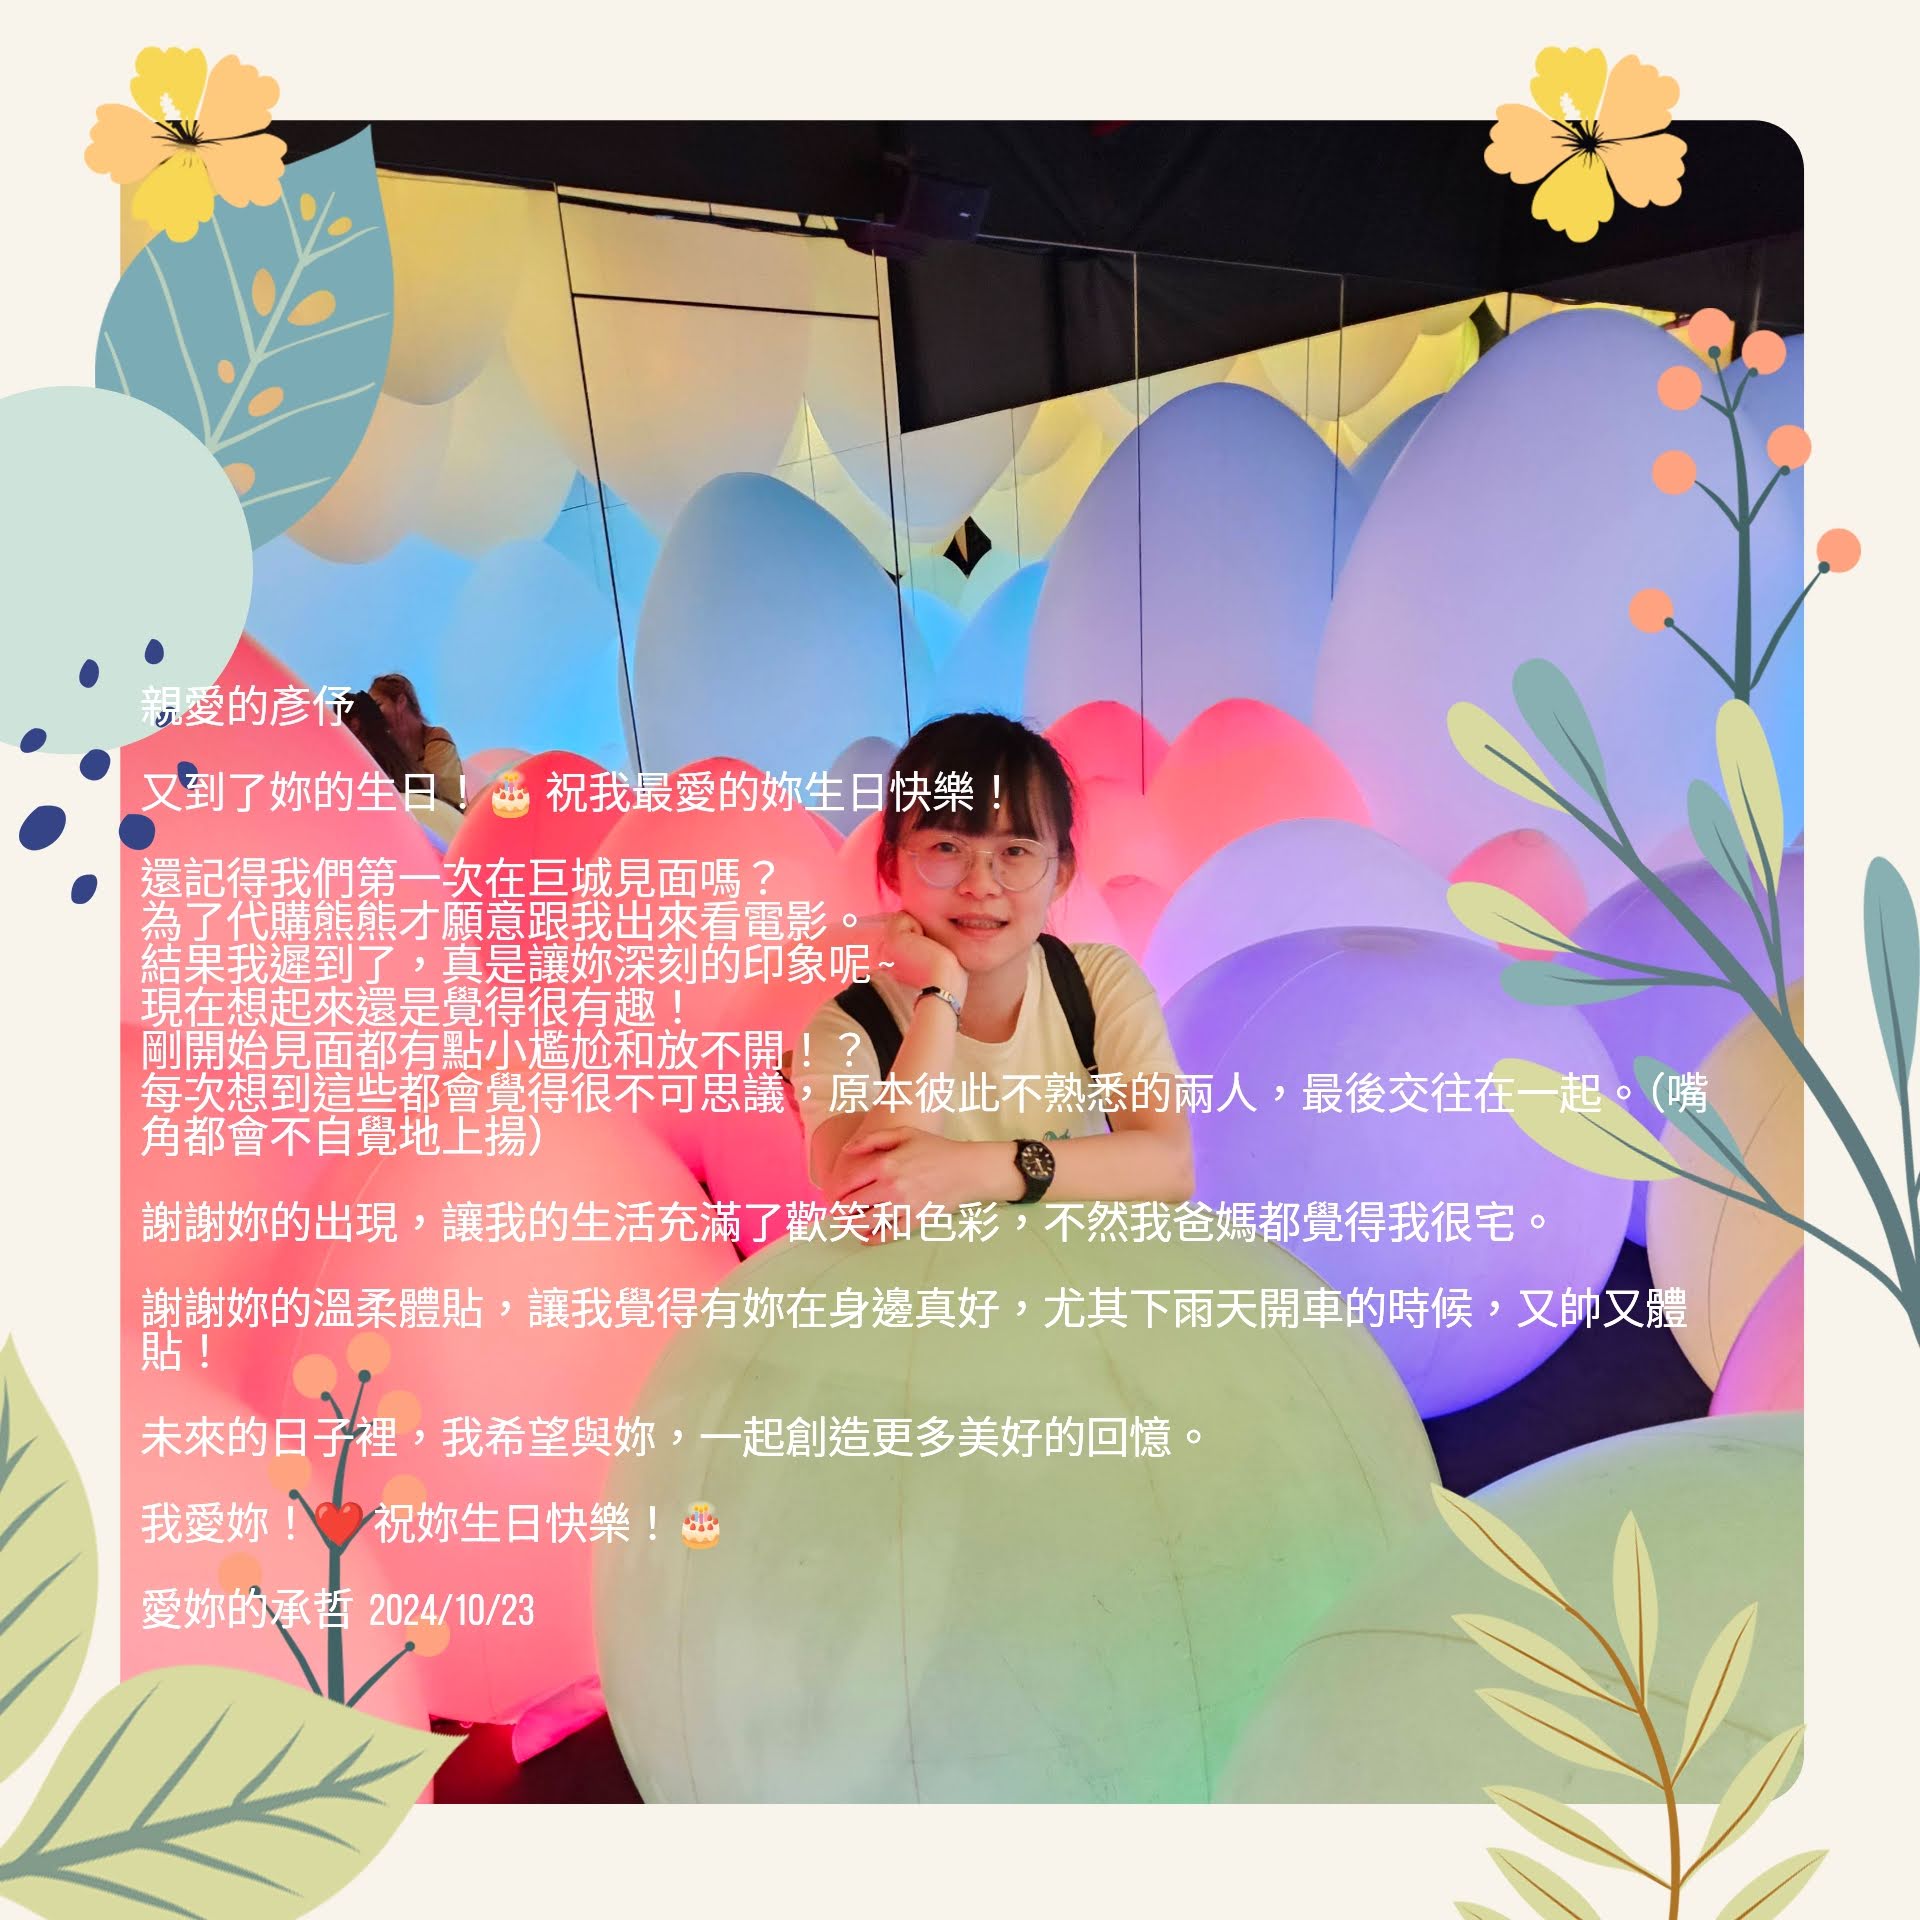 親愛的彥伃
又到了妳的生日！🎂 祝我最愛的妳生日快樂！
還記得我們第一次在巨城見面嗎？
為了代購熊熊才願意跟我出來看電影。
結果我遲到了，真是讓妳深刻的印象呢~
現在想起來還是覺得很有趣！
剛開始見面都有點小尷尬和放不開！？
每次想到這些都會覺得很不可思議，原本彼此不熟悉的兩人，最後交往在一起。(嘴
角都會不自覺地上揚)
謝謝妳的出現，讓我的生活充滿了歡笑和色彩，不然我爸媽都覺得我很宅。
謝謝妳的溫柔體貼，讓我覺得有妳在身邊真好，尤其下雨天開車的時候，又帥又體
貼！
未來的日子裡，我希望與妳，一起創造更多美好的回憶。
我愛妳！❤️ 祝妳生日快樂！🎂
愛妳的承哲 2024/10/23